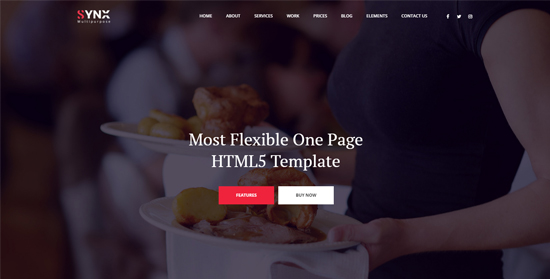 SYNX
Multipurpose
HOME ABOUT SERVICES WORK PRICES BLOG ELEMENTS CONTACT US
Most Flexible One Page
HTML5 Template
FEATURES BUY NOW